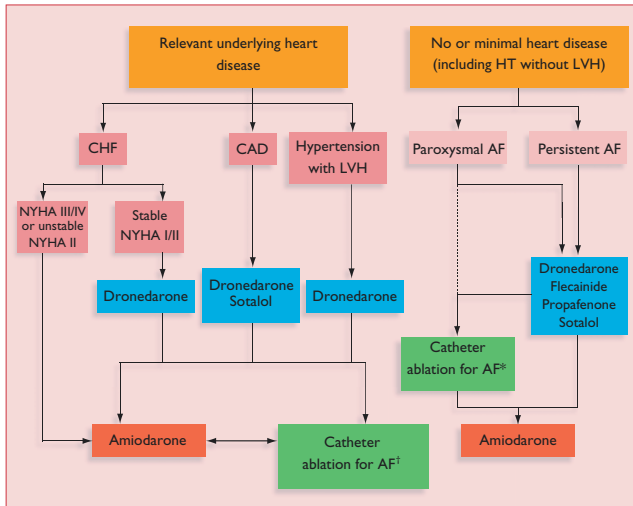 Relevant underlying heart
disease
No or minimal heart disease
(including HT without LVH)
CHF
CAD
Hypertension
with LVH
Paroxysmal AF
Persistent AF
NYHA III/IV
or unstable
NYHA II
Stable
NYHA I/II
Dronedarone
Dronedarone
Sotalol
Dronedarone
Dronedarone
Flecainide
Propafenone
Sotalol
Catheter
ablation for AF*
Amiodarone
Catheter
ablation for AF†
Amiodarone